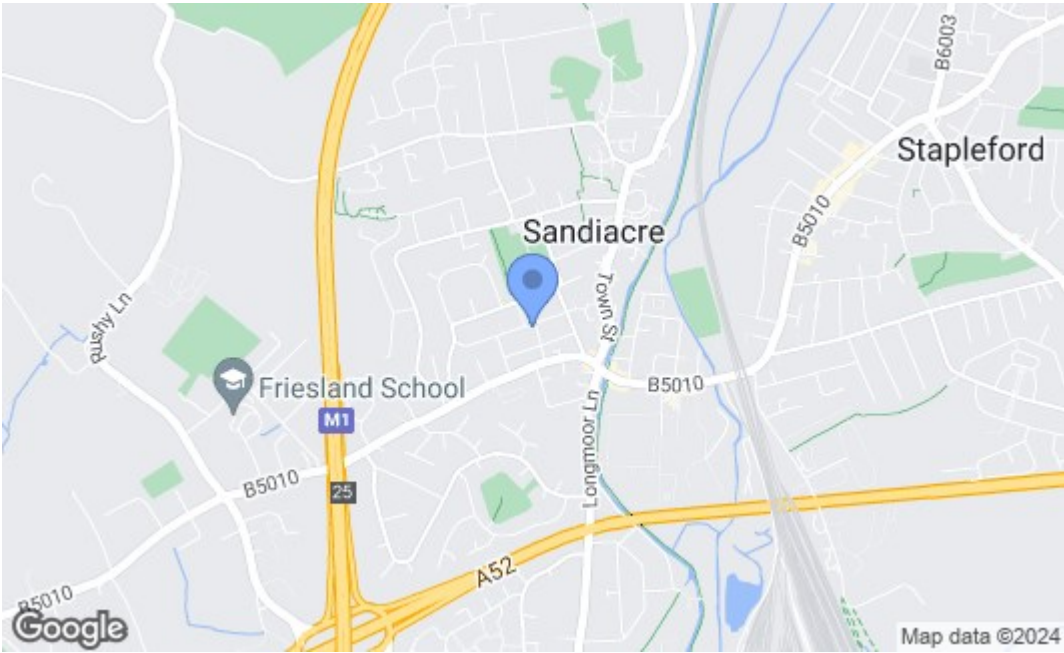 B6003
Stapleford
B5010
Sandiacre
Town St
Rushy Ln
Friesland School
B5010
M1
Longmoor Ln
B5010
25
A52
B5010
Google
Map data ©2024